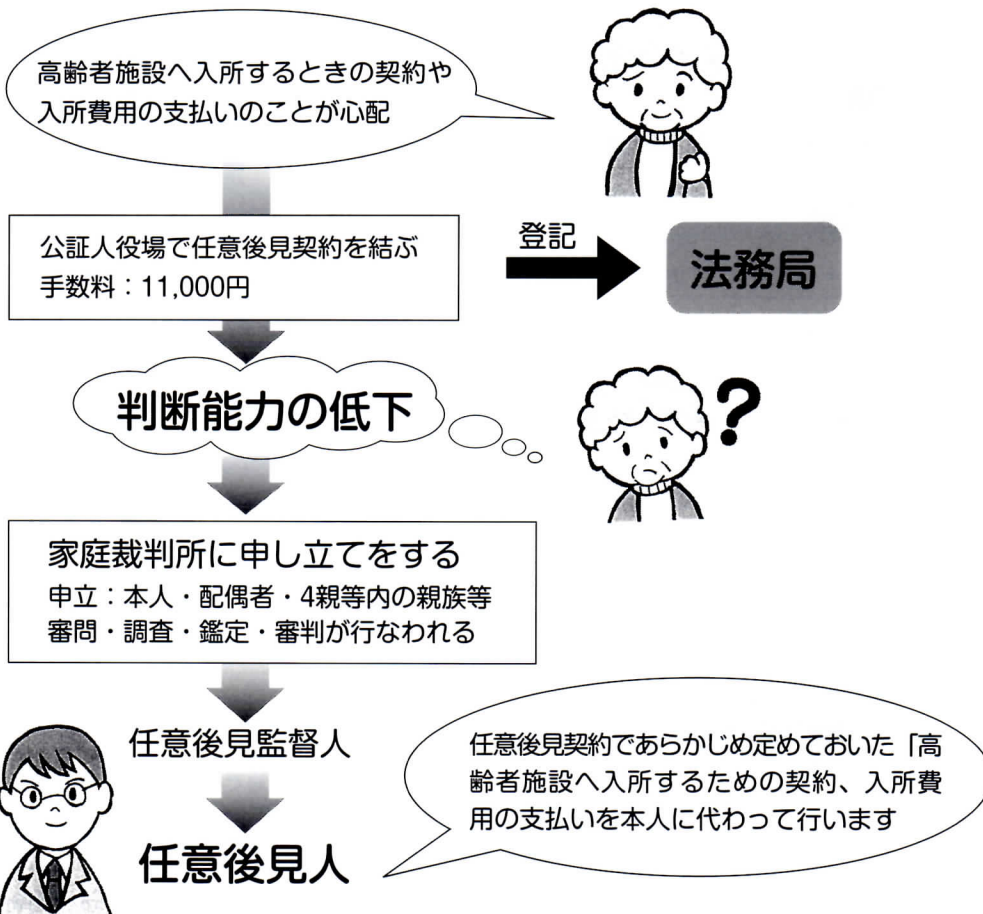 高齢者施設へ入所するときの契約や
入所費用の支払いのことが心配
公証人役場で任意後見契約を結ぶ
手数料：11,000円
登記
法務局
判断能力の低下
?
家庭裁判所に申し立てをする
申立：本人・配偶者・4親等内の親族等
審問・調査・鑑定・審判が行なわれる
任意後見監督人
任意後見人
任意後見契約であらかじめ定めておいた「高
齢者施設へ入所するための契約、入所費
用の支払いを本人に代わって行います